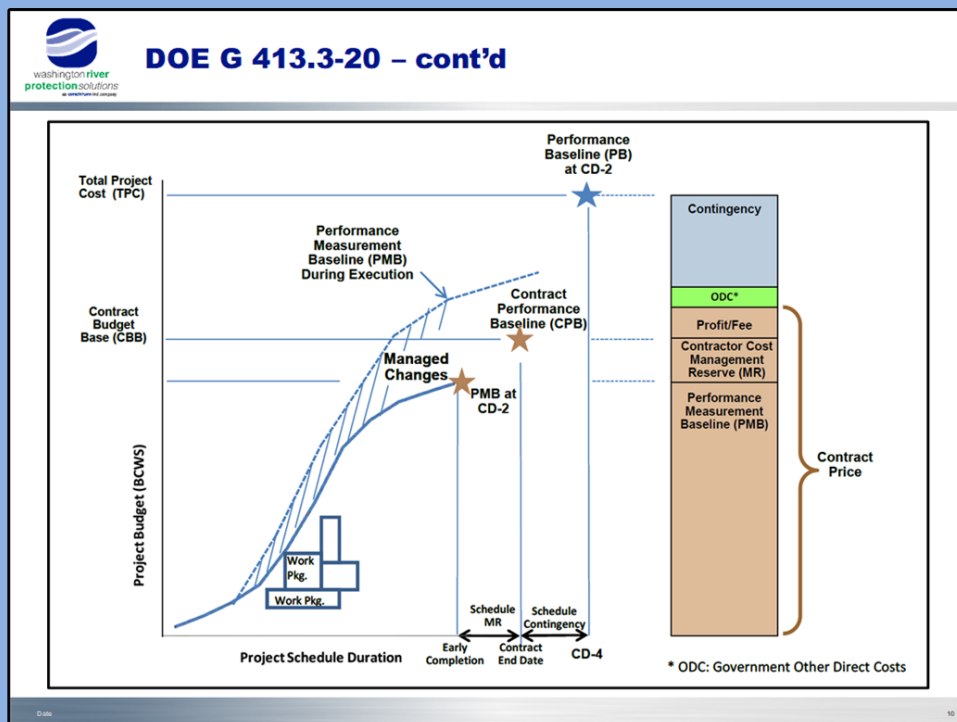 washington river
protection solutions
DOE G 413.3-20 – cont’d
Performance
Baseline (PB)
at CD-2
Total Project
Cost (TPC)
Contingency
Performance
Measurement
Baseline (PMB)
During Execution
ODC*
Contract
Performance
Baseline (CPB)
Contract
Budget
Base (CBB)
Profit/Fee
Contractor Cost
Management
Reserve (MR)
Managed
Changes
PMB at
CD-2
Performance
Measurement
Baseline (PMB)
Contract
Price
Project Budget (BCWS)
Work
Pkg.
Work Pkg.
Schedule
MR
Schedule
Contingency
Project Schedule Duration
Early
Completion
Contract
End Date
CD-4
* ODC: Government Other Direct Costs
Date
10